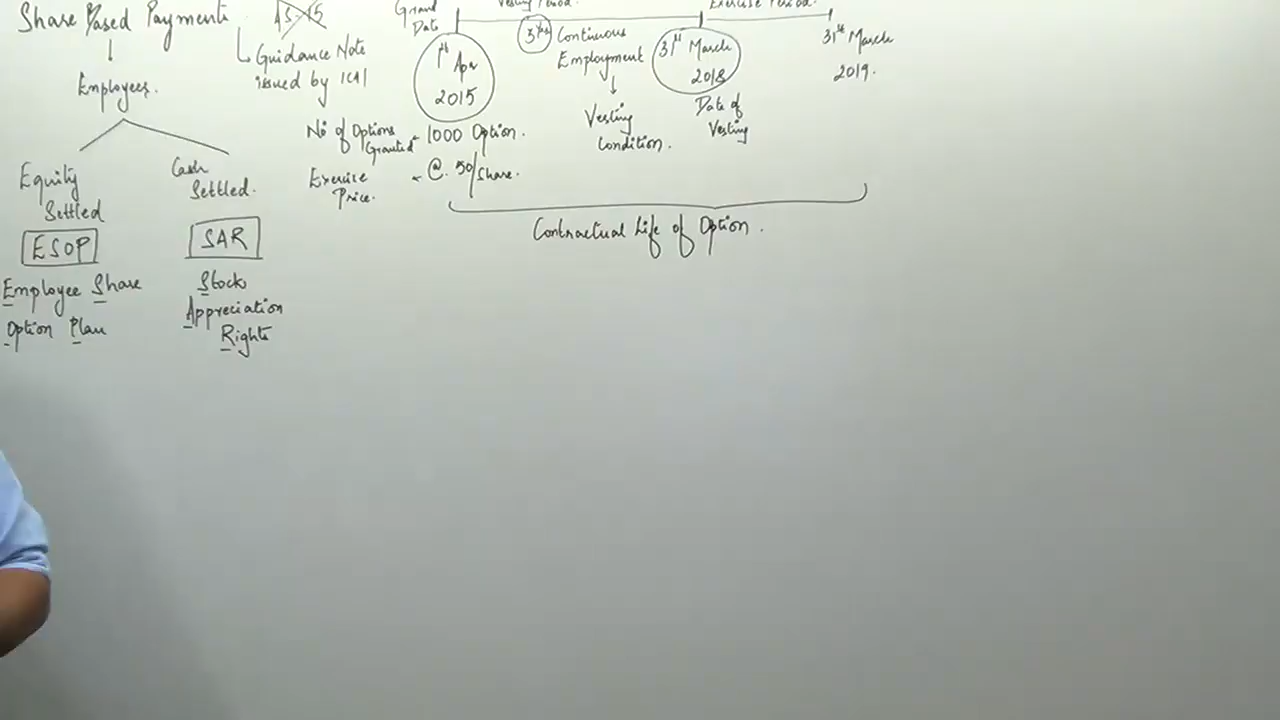 Share Based Payments
AS-15
Guidance Note
issued by ICAI
Employees.
Equity
Settled
ESOP
Employee Share
Option Plan
Cash
Settled.
SAR
Stock
Appreciation
Rights
Grant
Date
1st Apr
2015
Vesting Period.
3 yrs
Continuous
Employment
Vesting
Condition.
31st March
2018
Date of
Vesting
Exercise Period.
31st March
2019.
No of Options
Granted - 1000 Option.
Exercise
Price. - @. 50/share.
Contractual Life of Option.